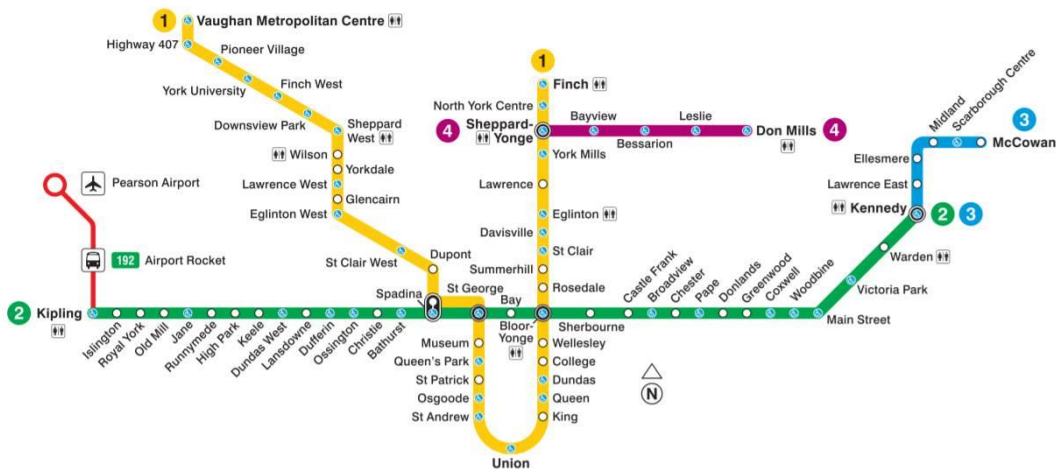 1
Vaughan Metropolitan Centre
Highway 407
Pioneer Village
York University
Finch West
Downsview Park
Sheppard
West
Wilson
Yorkdale
Lawrence West
Glencairn
Eglinton West
St Clair West
Dupont
Spadina
St George
Museum
Queen's Park
St Patrick
Osgoode
St Andrew
Union
King
Queen
Dundas
College
Wellesley
Bloor-
Yonge
Rosedale
Summerhill
St Clair
Davisville
Eglinton
Lawrence
York Mills
4
Sheppard-
Yonge
North York Centre
Finch
1
Bayview
Bessarion
Leslie
Don Mills
4
Pearson Airport
192
Airport Rocket
2
Kipling
Islington
Royal York
Old Mill
Jane
Runnymede
High Park
Keele
Dundas West
Lansdowne
Dufferin
Ossington
Christie
Bathurst
Bay
Sherbourne
Castle Frank
Broadview
Chester
Pape
Donlands
Greenwood
Coxwell
Woodbine
Main Street
Victoria Park
Warden
Kennedy
2
3
Lawrence East
Ellesmere
Midland
Scarborough Centre
3
McCowan
N